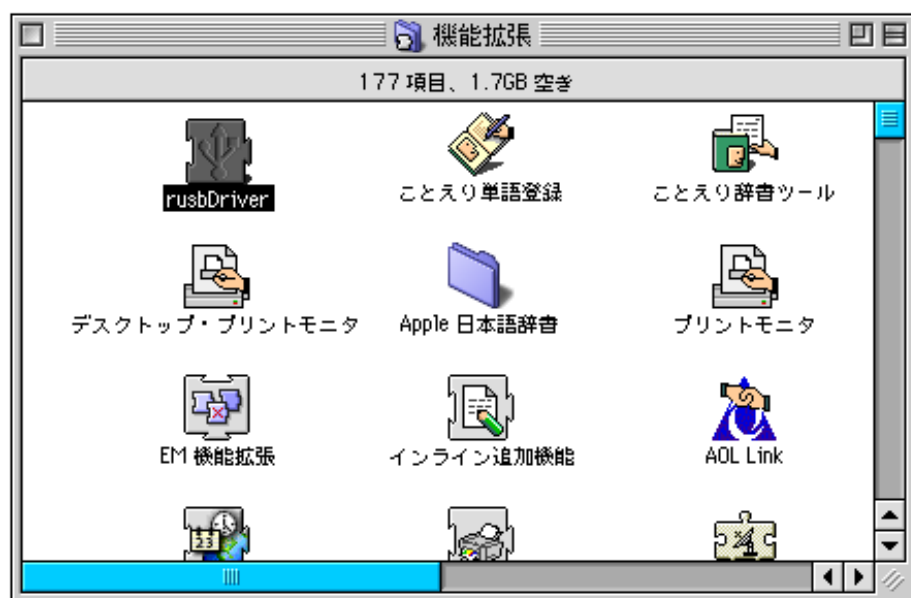 機能拡張
177 項目、1.7GB 空き
rusbDriver
ことえり単語登録
ことえり辞書ツール
デスクトップ・プリントモニタ
Apple 日本語辞書
プリントモニタ
EM 機能拡張
インライン追加機能
AOL Link
23